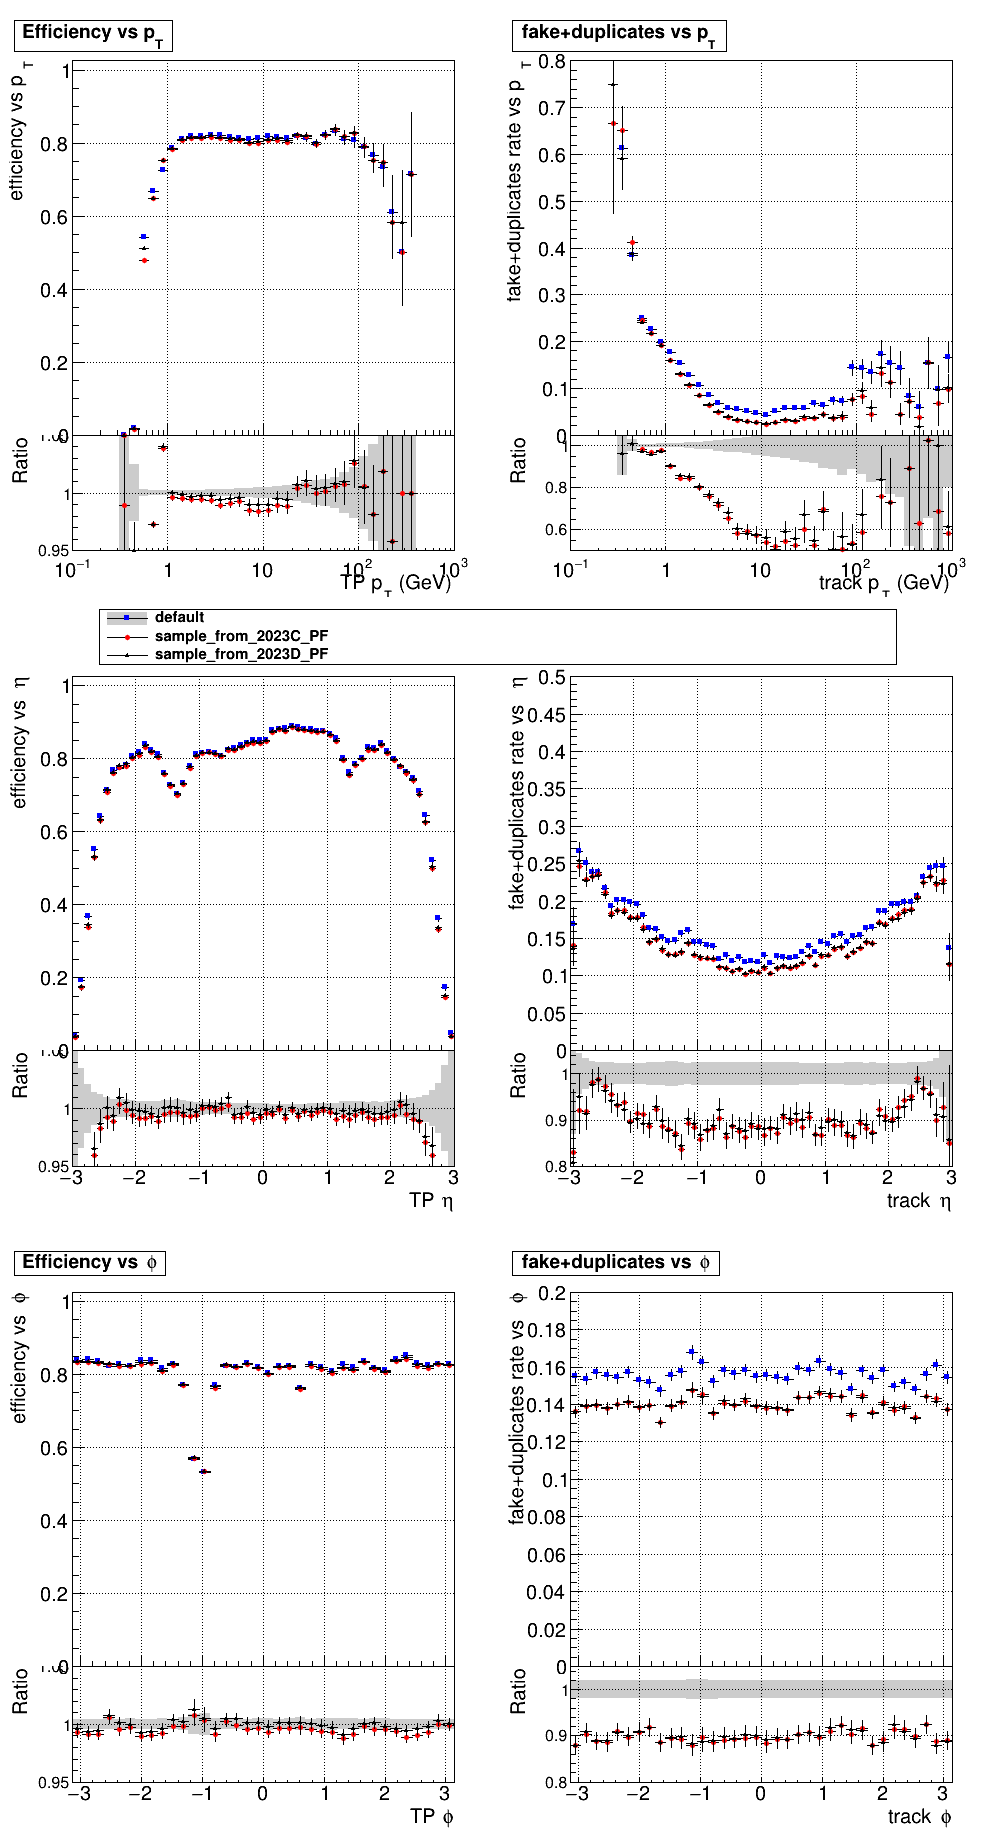 Efficiency vs p_T
efficiency vs p_T
1
0.8
0.6
0.4
0.2
0
Ratio
1
0.95
10^-1
1
10
10^2
10^3
TP p_T (GeV)
fake+duplicates vs p_T
fake+duplicates rate vs p_T
0.8
0.7
0.6
0.5
0.4
0.3
0.2
0.1
0
Ratio
1
0.8
0.6
10^-1
1
10
10^2
10^3
track p_T (GeV)
default
sample_from_2023C_PF
sample_from_2023D_PF
efficiency vs η
1
0.8
0.6
0.4
0.2
0
Ratio
1
0.95
−3 −2 −1 0 1 2 3
TP η
fake+duplicates rate vs η
0.5
0.45
0.4
0.35
0.3
0.25
0.2
0.15
0.1
0.05
0
Ratio
1
0.9
0.8
−3 −2 −1 0 1 2 3
track η
Efficiency vs ϕ
efficiency vs ϕ
1
0.8
0.6
0.4
0.2
0
Ratio
1
0.95
−3 −2 −1 0 1 2 3
TP ϕ
fake+duplicates vs ϕ
fake+duplicates rate vs ϕ
0.2
0.18
0.16
0.14
0.12
0.1
0.08
0.06
0.04
0.02
0
Ratio
1
0.9
0.8
−3 −2 −1 0 1 2 3
track ϕ